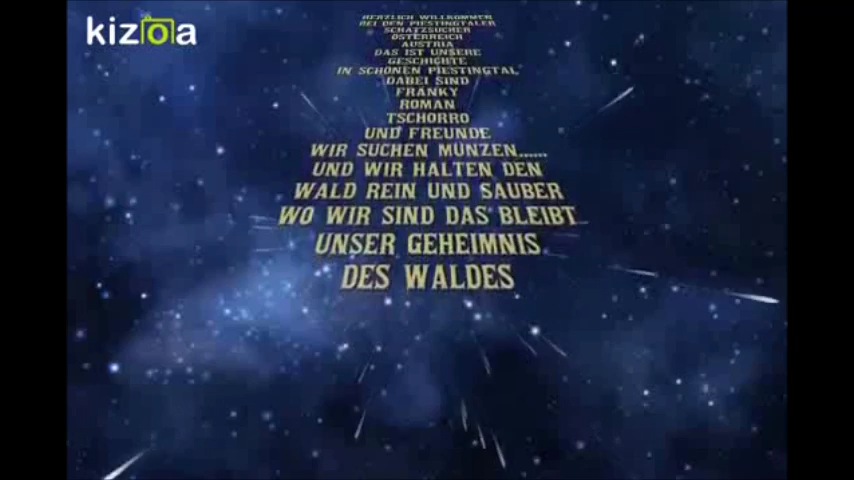 kizoa
HERZLICH WILLKOMMEN
BEI DEN PIESTINGTALER
SCHATZSUCHER
ÖSTERREICH
AUSTRIA
DAS IST UNSERE
GESCHICHTE
IN SCHÖNEN PIESTINGTAL
DABEI SIND
FRANKY
ROMAN
TSCHORRO
UND FREUNDE
WIR SUCHEN MÜNZEN......
UND WIR HALTEN DEN
WALD REIN UND SAUBER
WO WIR SIND DAS BLEIBT
UNSER GEHEIMNIS
DES WALDES